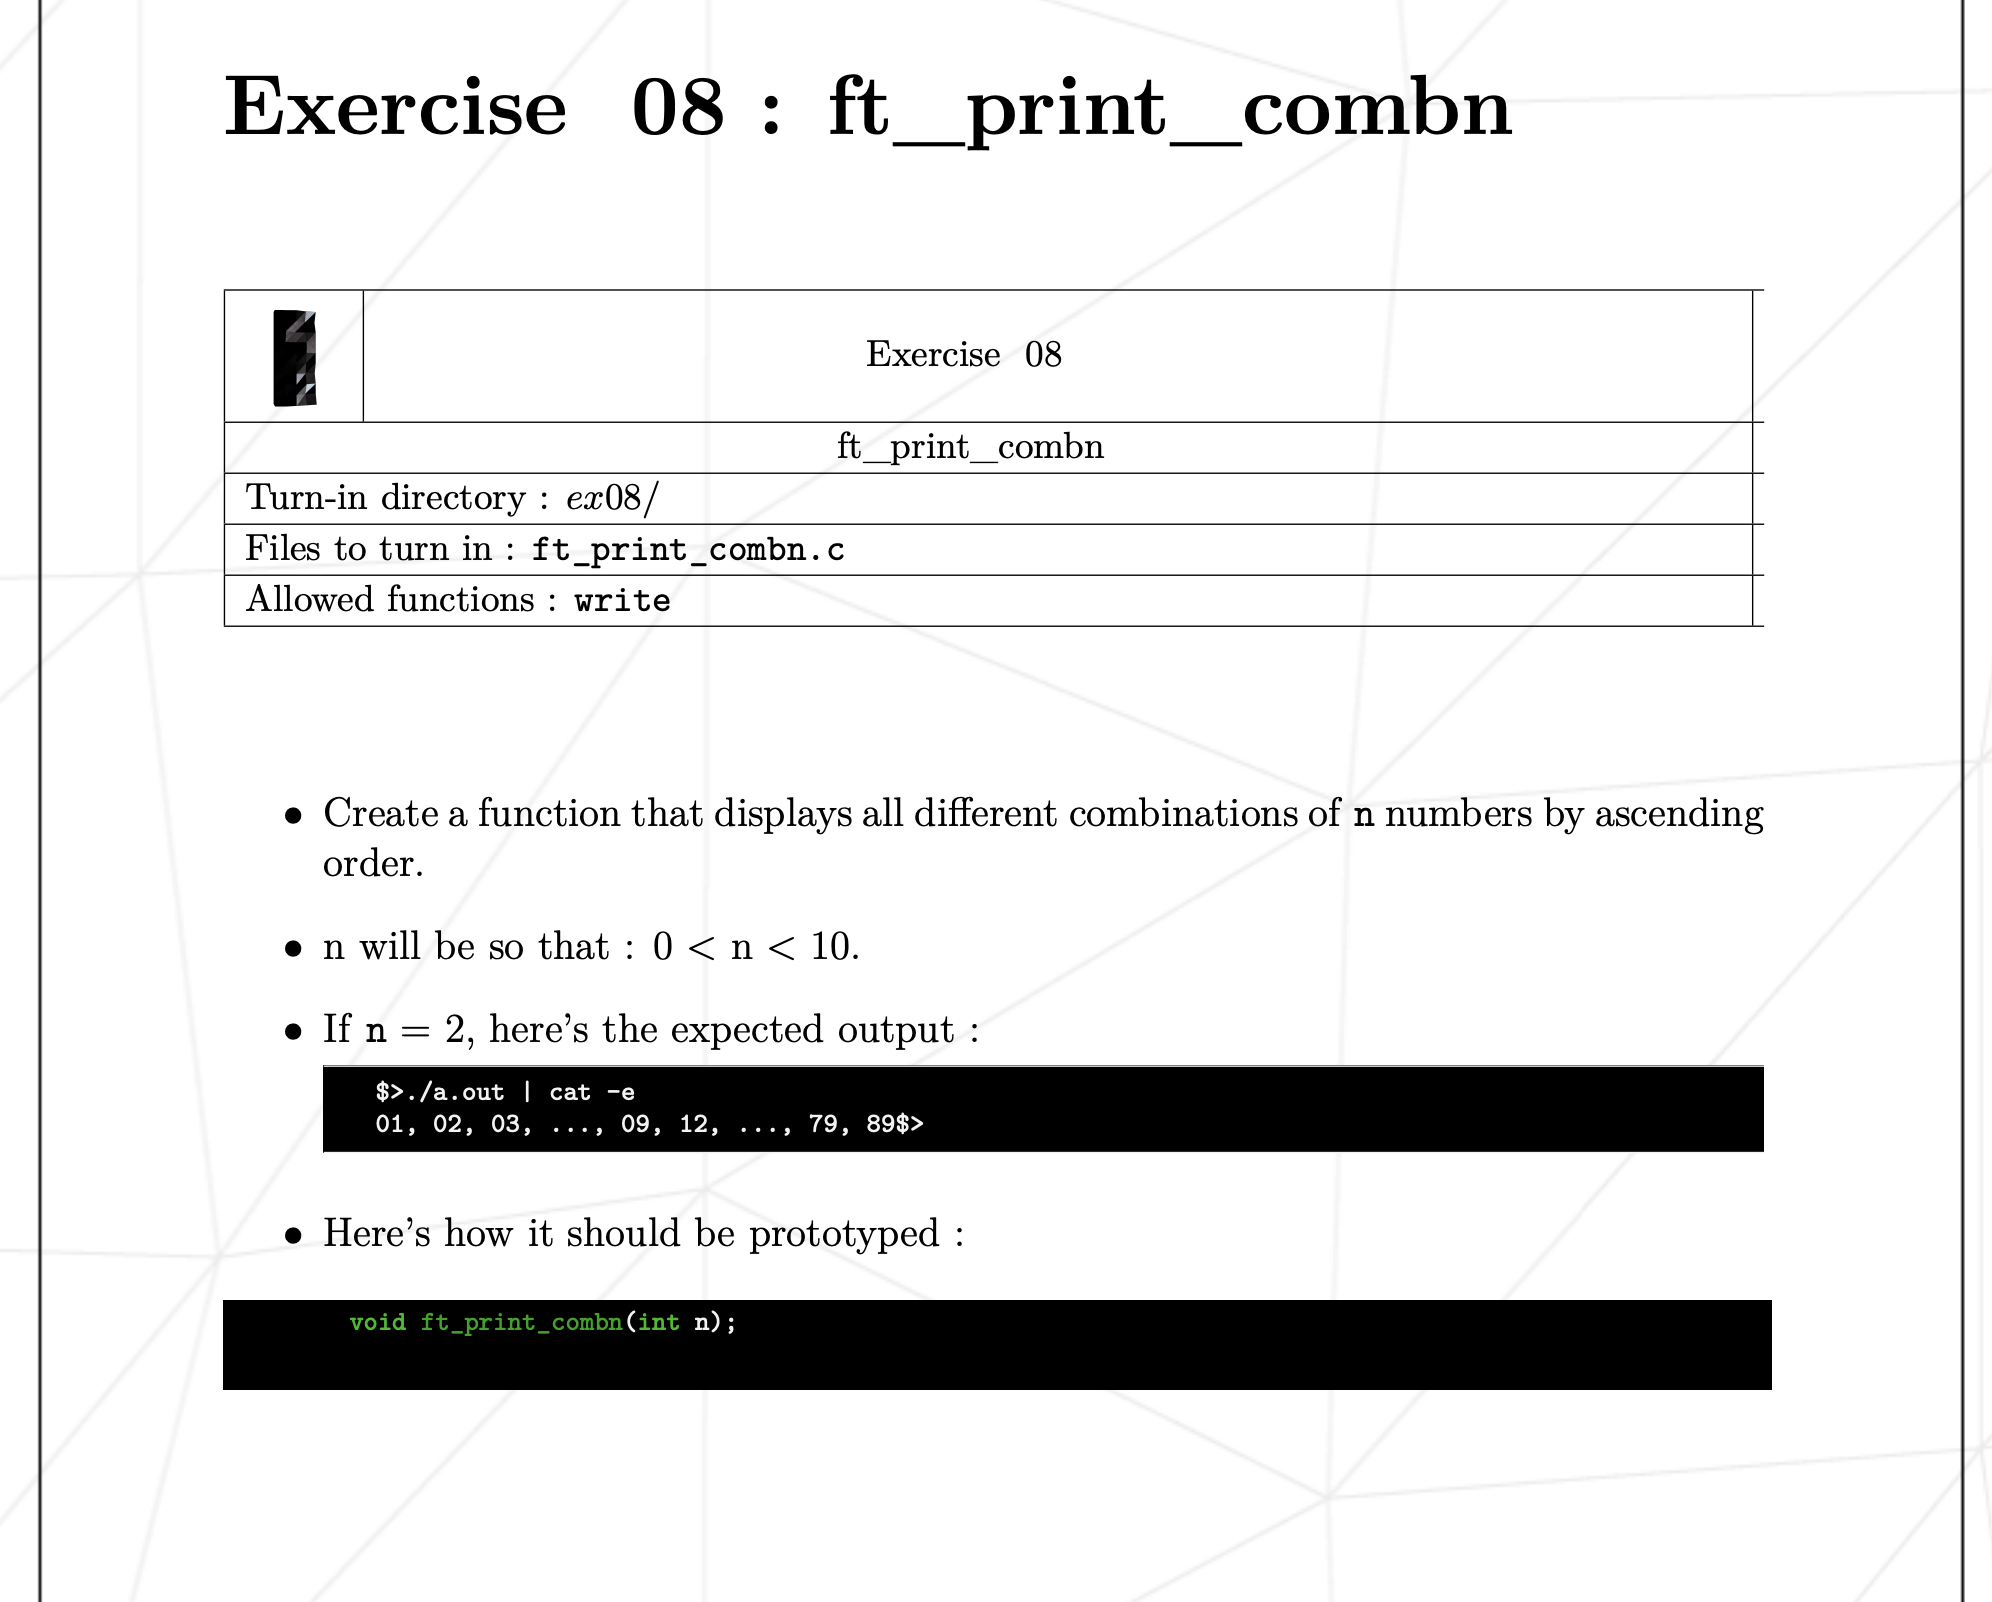 Exercise 08 : ft_print_combn
Exercise 08
ft_print_combn
Turn-in directory : ex08/
Files to turn in : ft_print_combn.c
Allowed functions : write
• Create a function that displays all different combinations of n numbers by ascending
order.
• n will be so that : 0 < n < 10.
• If n = 2, here's the expected output :
$>./a.out | cat -e
01, 02, 03, ..., 09, 12, ..., 79, 89$>
• Here's how it should be prototyped :
void ft_print_combn(int n);